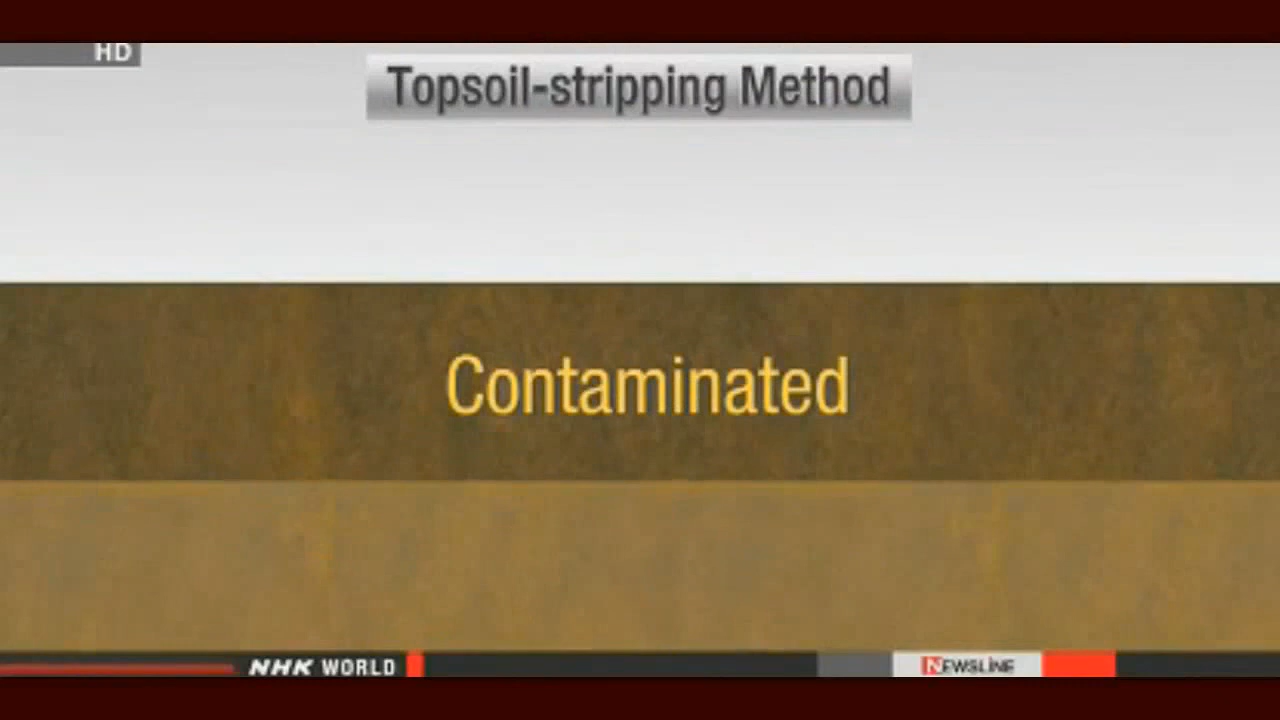 HD
Topsoil-stripping Method
Contaminated
NHK WORLD
NEWSLINE